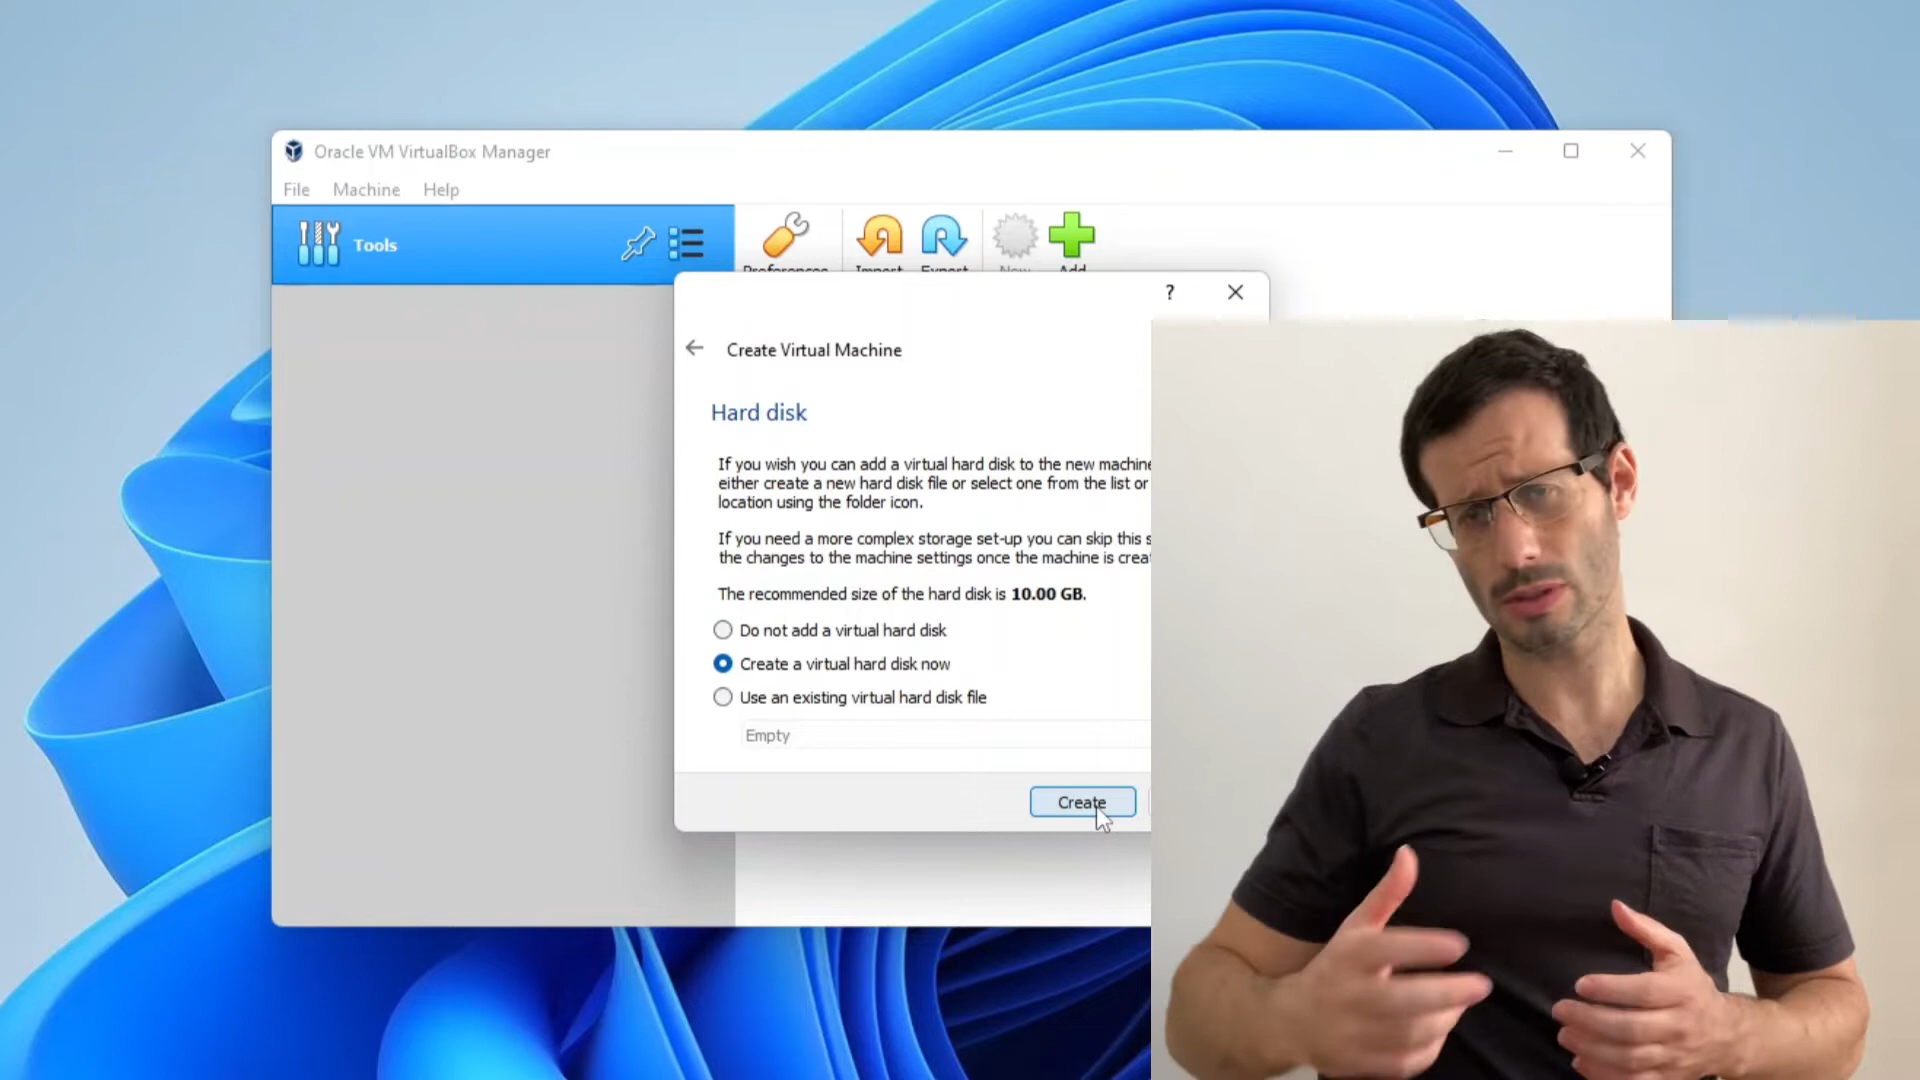 Oracle VM VirtualBox Manager
File Machine Help
Tools
Preferences Import Export New Add
?
Create Virtual Machine
Hard disk
If you wish you can add a virtual hard disk to the new machine
either create a new hard disk file or select one from the list or
location using the folder icon.
If you need a more complex storage set-up you can skip this
the changes to the machine settings once the machine is
The recommended size of the hard disk is 10.00 GB.
Do not add a virtual hard disk
Create a virtual hard disk now
Use an existing virtual hard disk file
Empty
Create